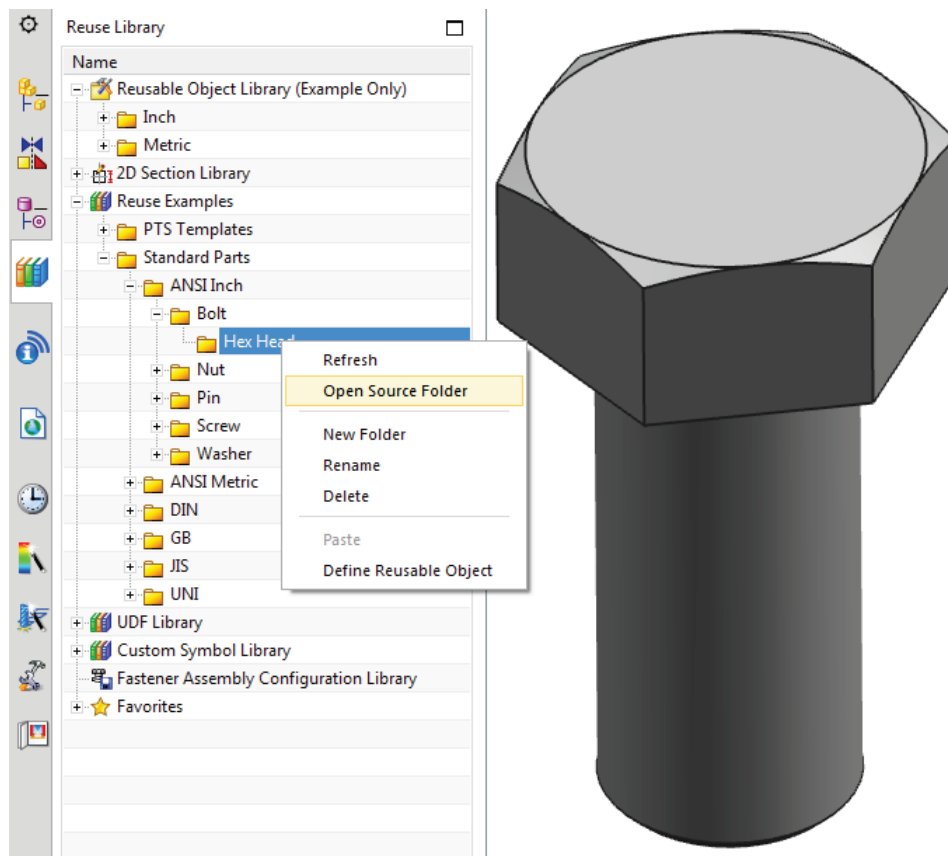 Reuse Library
Name
Reusable Object Library (Example Only)
Inch
Metric
2D Section Library
Reuse Examples
PTS Templates
Standard Parts
ANSI Inch
Bolt
Hex Head
Refresh
Nut
Open Source Folder
Pin
Screw
New Folder
Washer
Rename
ANSI Metric
Delete
DIN
GB
Paste
JIS
Define Reusable Object
UNI
UDF Library
Custom Symbol Library
Fastener Assembly Configuration Library
Favorites